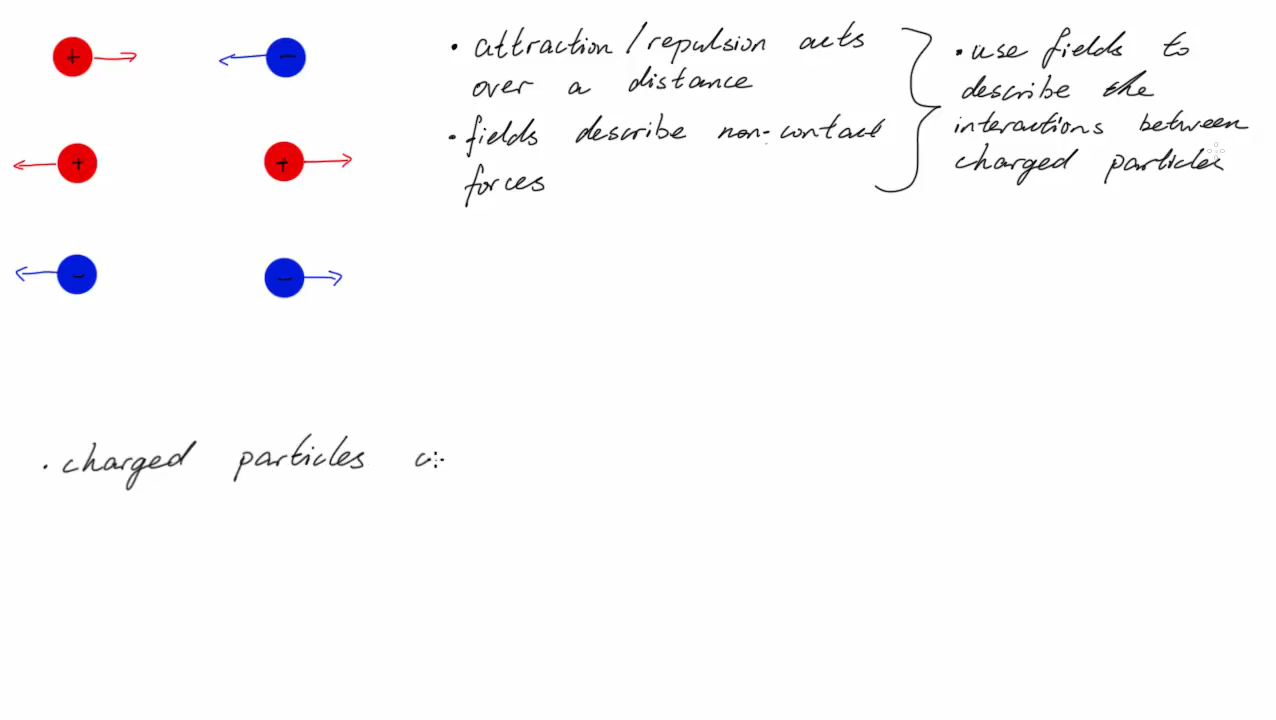 + −
+ +
− −
• attraction/repulsion acts
over a distance
• fields describe non-contact
forces
• use fields to
describe the
interactions between
charged particles
• charged particles